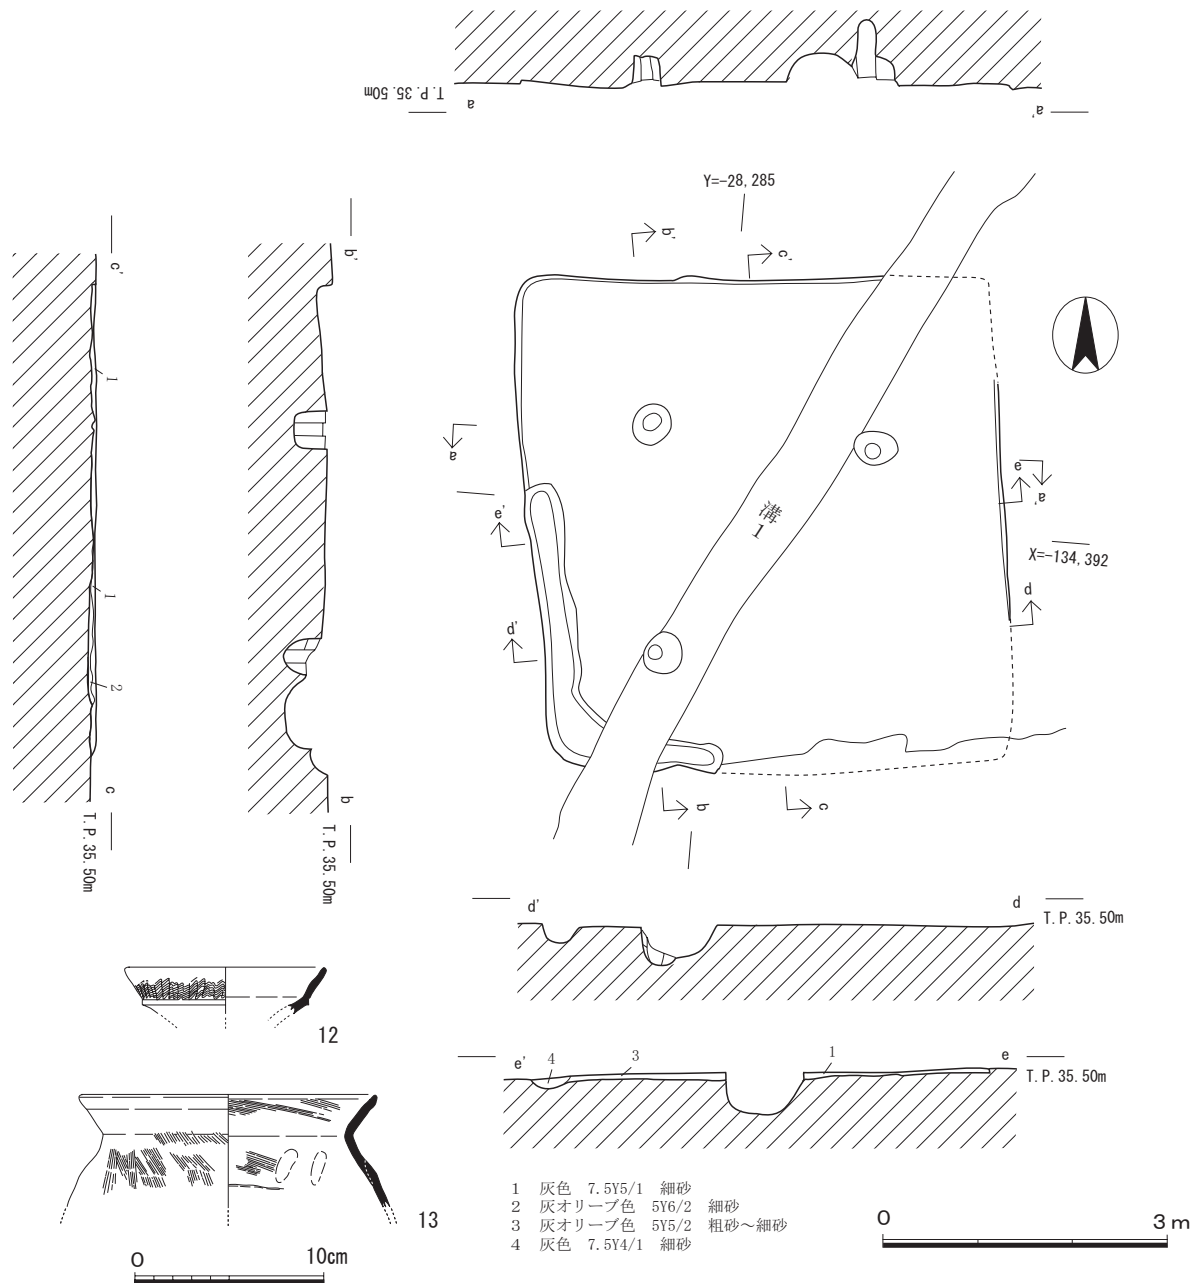 T.P.35.50m
a
a'
Y=-28,285
b'
c'
c'
b'
1
1
2
c
T.P.35.50m
b
T.P.35.50m
a
e'
d'
溝1
e
a'
X=-134,392
d
b
c
d'
d
T.P.35.50m
e'
4
3
1
e
T.P.35.50m
12
13
0
10cm
1 灰色 7.5Y5/1 細砂
2 灰オリーブ色 5Y6/2 細砂
3 灰オリーブ色 5Y5/2 粗砂～細砂
4 灰色 7.5Y4/1 細砂
0
3m